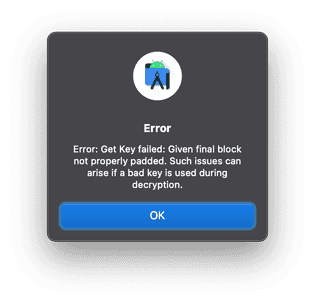 Error
Error: Get Key failed: Given final block
not properly padded. Such issues can
arise if a bad key is used during
decryption.
OK